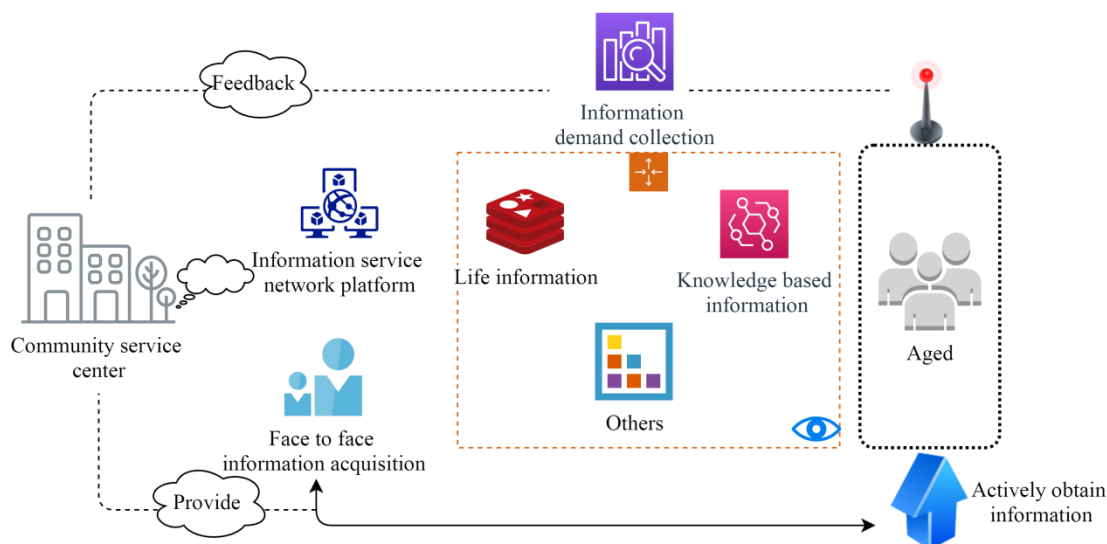 Feedback
Information
demand collection
Information service
network platform
Life information
Knowledge based
information
Community service
center
Aged
Others
Face to face
information acquisition
Provide
Actively obtain
information